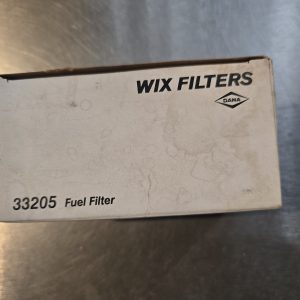 WIX FILTERS
DANA
33205 Fuel Filter